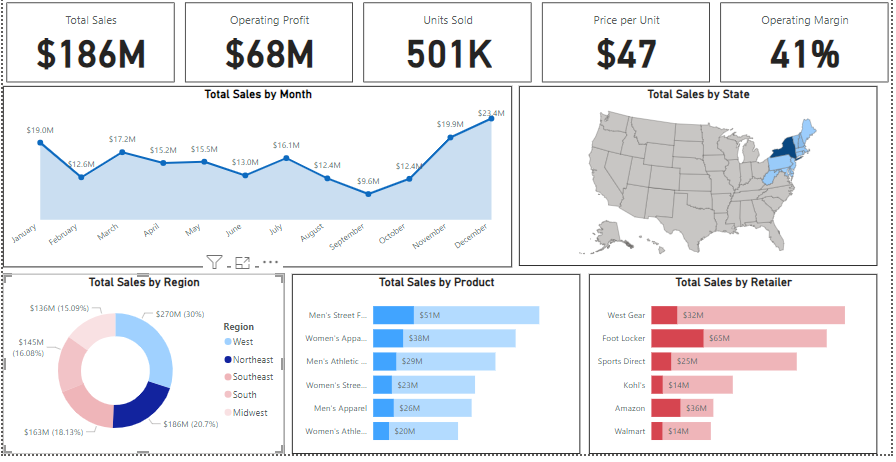 Total Sales
$186M
Operating Profit
$68M
Units Sold
501K
Price per Unit
$47
Operating Margin
41%
Total Sales by Month
$19.0M
$12.6M
$17.2M
$15.2M
$15.5M
$13.0M
$16.1M
$12.4M
$9.6M
$12.4M
$19.9M
$23.4M
January
February
March
April
May
June
July
August
September
October
November
December
Total Sales by State
Total Sales by Region
$136M (15.09%)
$270M (30%)
$145M
(16.08%)
$163M (18.13%)
$186M (20.7%)
Region
West
Northeast
Southeast
South
Midwest
Total Sales by Product
Men's Street F...
$51M
Women's Appa...
$38M
Men's Athletic ...
$29M
Women's Stree...
$23M
Men's Apparel
$26M
Women's Athle...
$20M
Total Sales by Retailer
West Gear
$32M
Foot Locker
$65M
Sports Direct
$25M
Kohl's
$14M
Amazon
$36M
Walmart
$14M